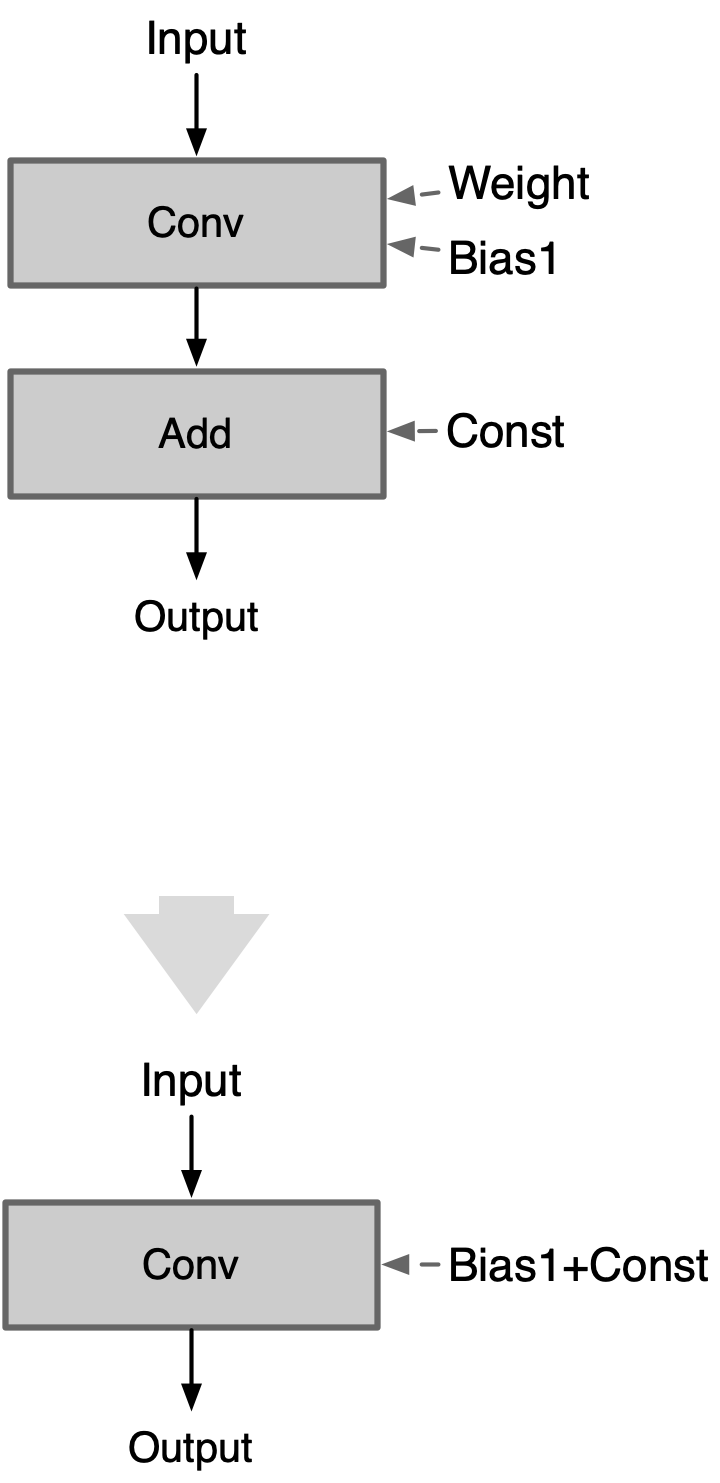 Input
Conv
Weight
Bias1
Add
Const
Output
Input
Conv
Bias1+Const
Output